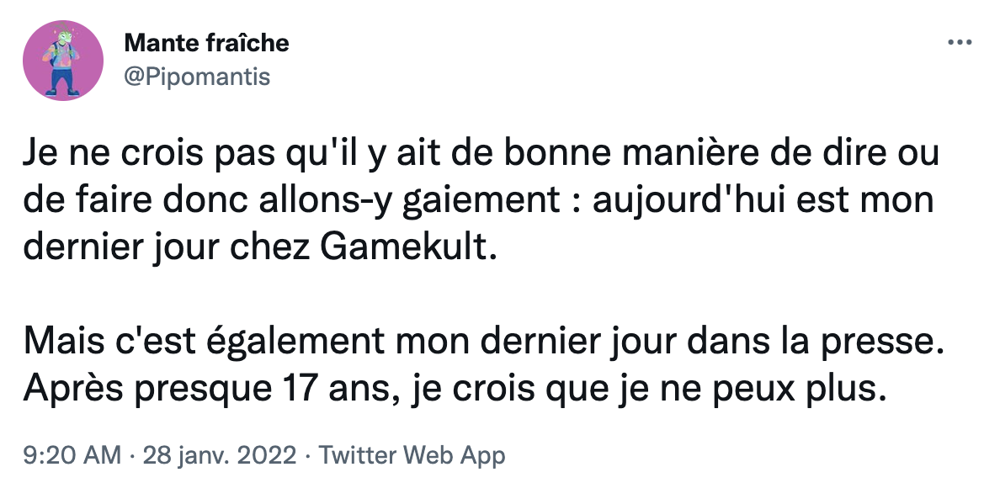 Mante fraîche
@Pipomantis
Je ne crois pas qu'il y ait de bonne manière de dire ou
de faire donc allons-y gaiement : aujourd'hui est mon
dernier jour chez Gamekult.
Mais c'est également mon dernier jour dans la presse.
Après presque 17 ans, je crois que je ne peux plus.
9:20 AM · 28 janv. 2022 · Twitter Web App